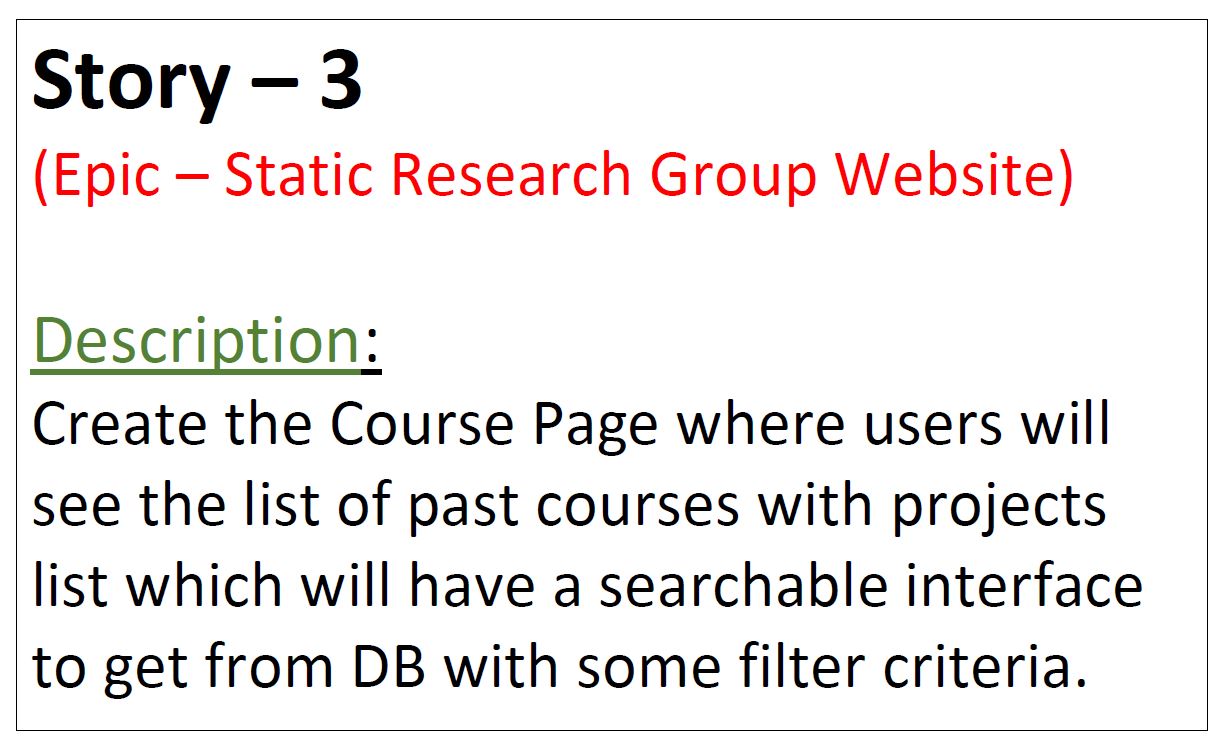 Story – 3
(Epic – Static Research Group Website)
Description:
Create the Course Page where users will
see the list of past courses with projects
list which will have a searchable interface
to get from DB with some filter criteria.